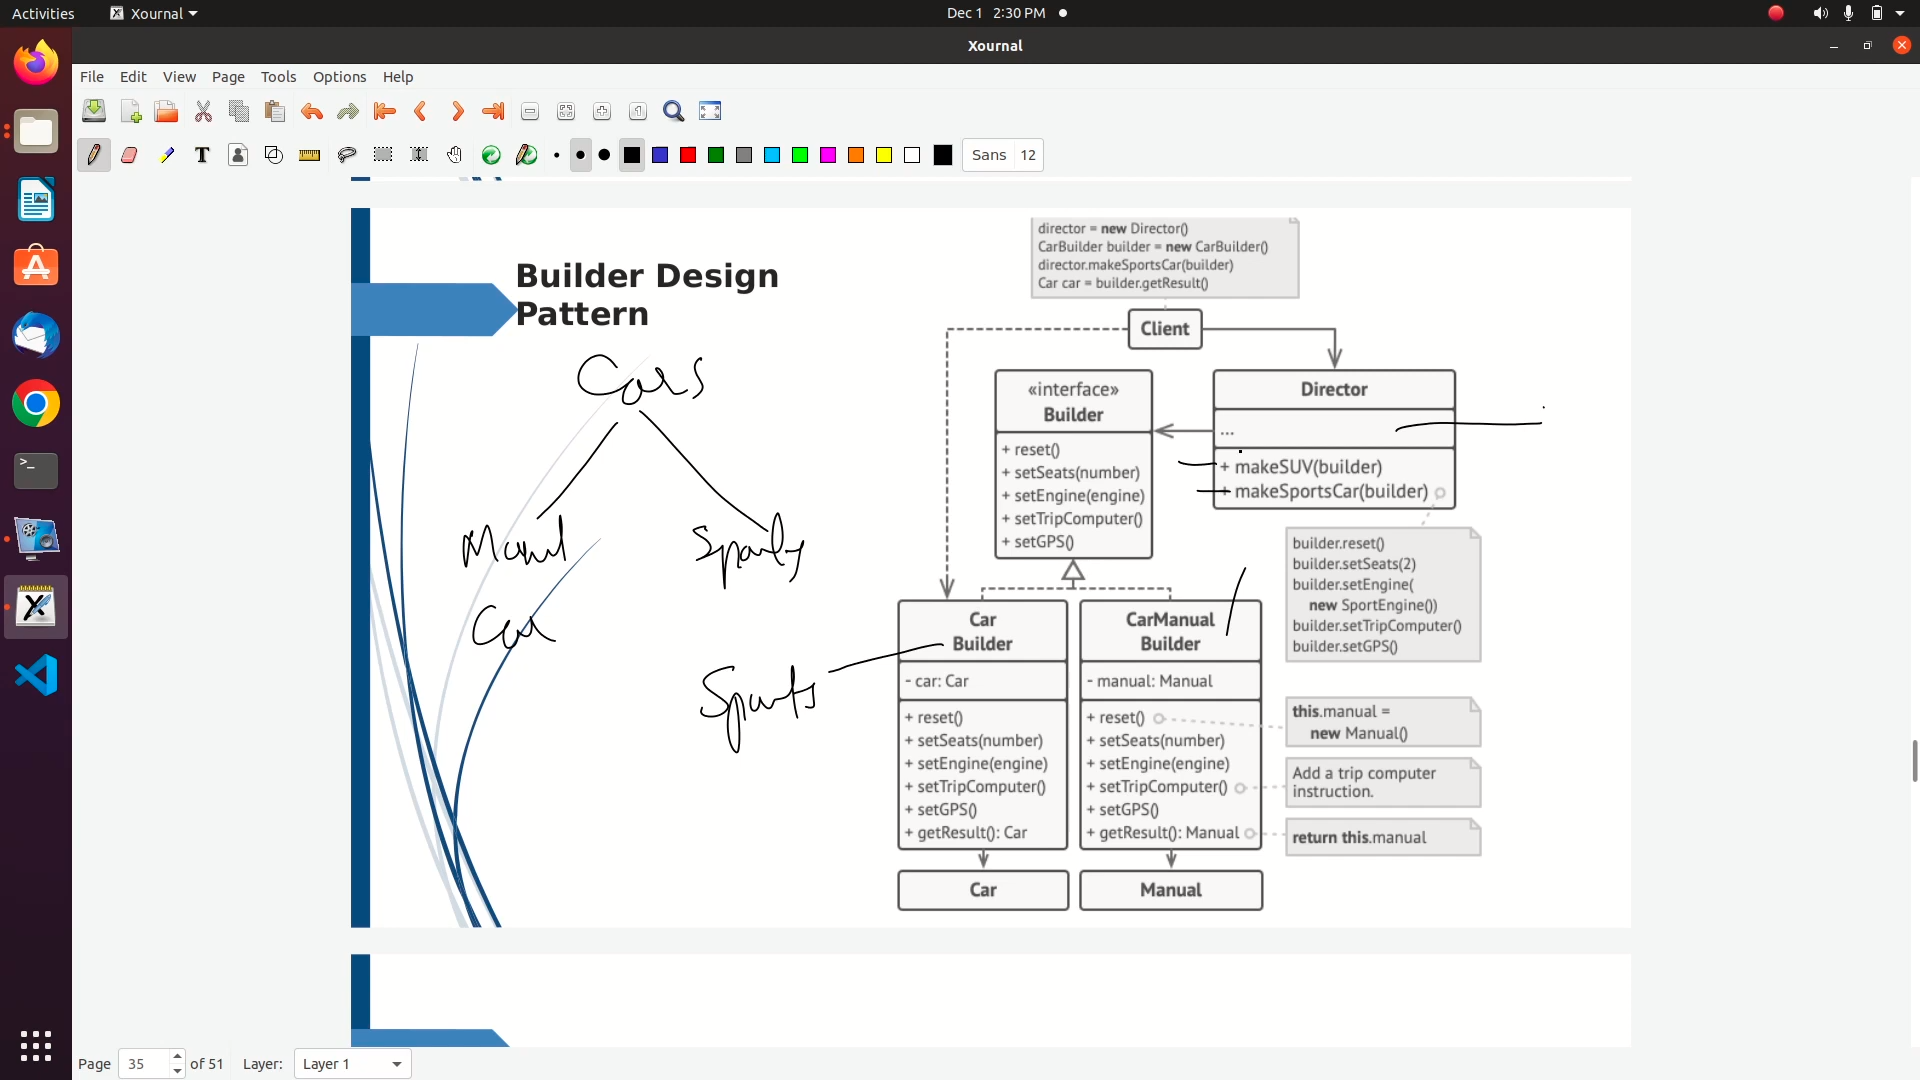 Activities
Xournal
Dec 1 2:30 PM
Xournal
File Edit View Page Tools Options Help
Sans 12
Builder Design
Pattern
Cars
Sports
Car
Sports
director = new Director()
CarBuilder builder = new CarBuilder()
director.makeSportsCar(builder)
Car car = builder.getResult()
Client
«interface»
Builder
+ reset()
+ setSeats(number)
+ setEngine(engine)
+ setTripComputer()
+ setGPS()
Director
...
+ makeSUV(builder)
+ makeSportsCar(builder)
builder.reset()
builder.setSeats(2)
builder.setEngine(
new SportEngine())
builder.setTripComputer()
builder.setGPS()
Car
Builder
- car: Car
+ reset()
+ setSeats(number)
+ setEngine(engine)
+ setTripComputer()
+ setGPS()
+ getResult(): Car
CarManual
Builder
- manual: Manual
+ reset()
+ setSeats(number)
+ setEngine(engine)
+ setTripComputer()
+ setGPS()
+ getResult(): Manual
this.manual =
new Manual()
Add a trip computer
instruction.
return this.manual
Car
Manual
Page 35 of 51 Layer: Layer 1